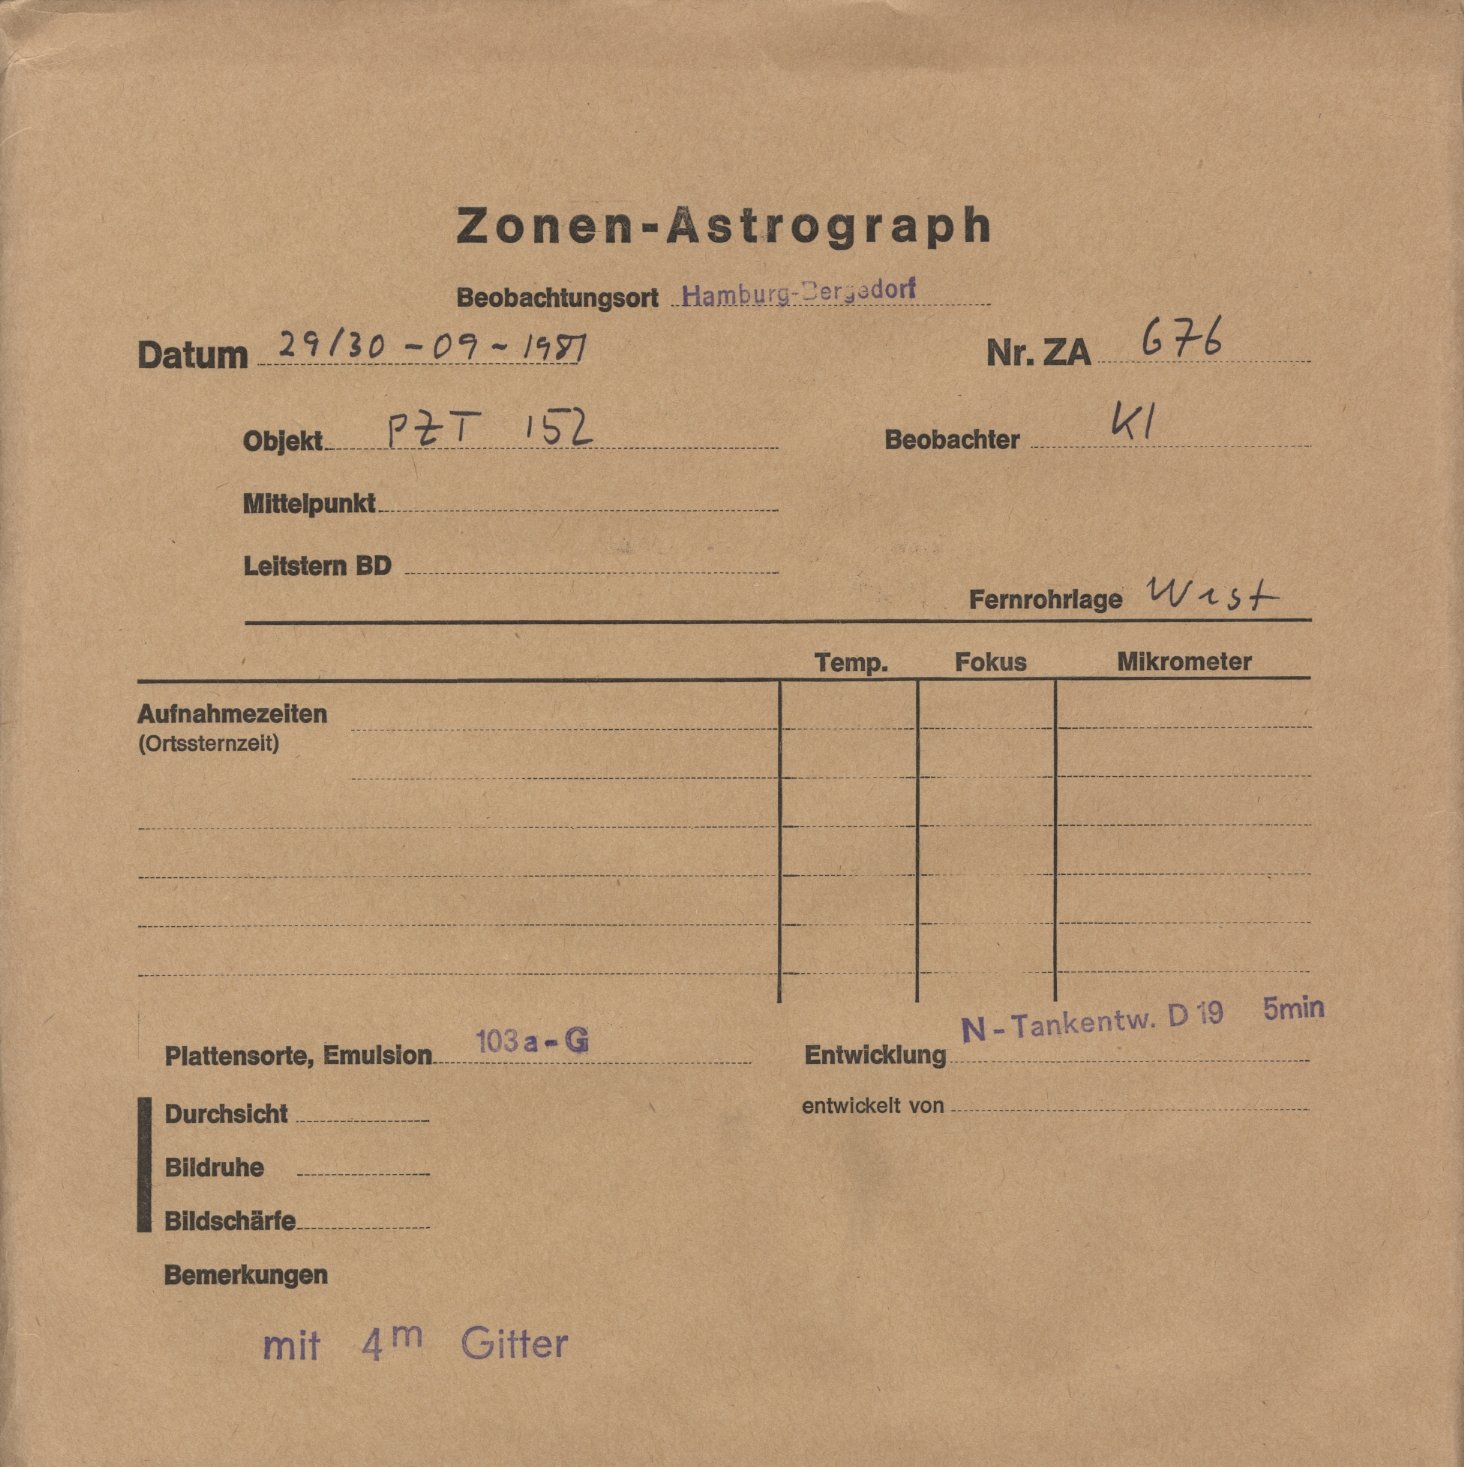 Zonen-Astrograph
Beobachtungsort Hamburg-Bergedorf
Datum 29/30 - 09 - 1981 Nr. ZA 676
Objekt PZT 152 Beobachter Kl
Mittelpunkt
Leitstern BD
Fernrohrlage West
Temp. Fokus Mikrometer
Aufnahmezeiten
(Ortssternzeit)
Plattensorte, Emulsion 103a-G Entwicklung N-Tankentw. D19 5min
Durchsicht entwickelt von
Bildruhe
Bildschärfe
Bemerkungen
mit 4m Gitter